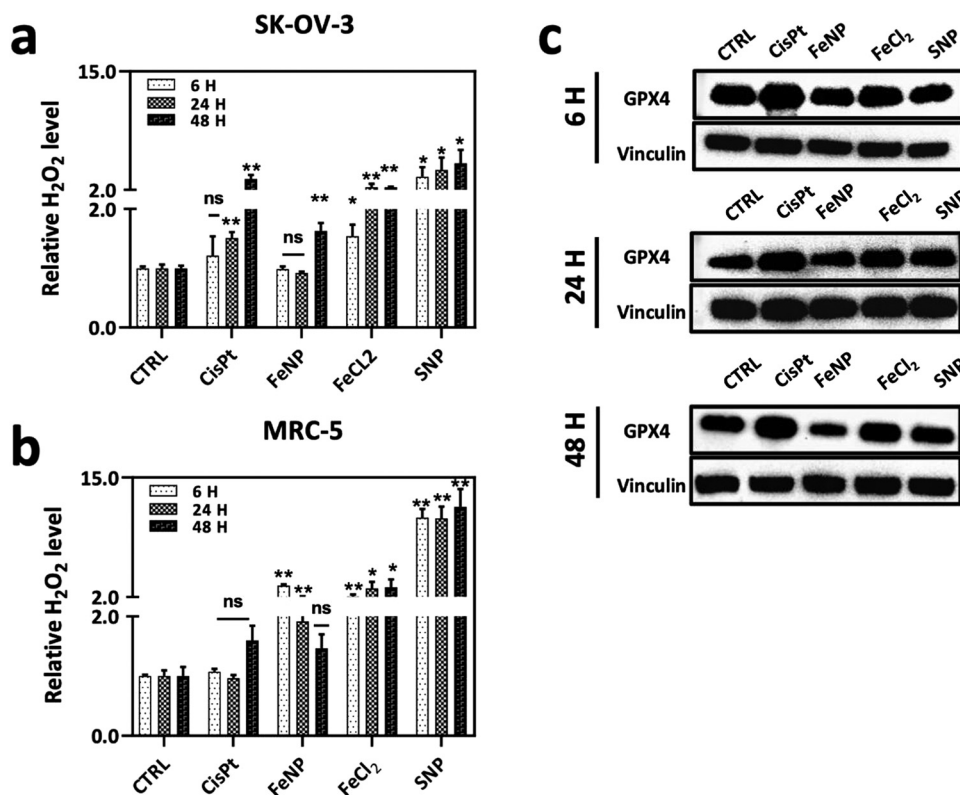 a
SK-OV-3
Relative H₂O₂ level
15.0
2.0
2.0
0.0
6 H
24 H
48 H
ns
**
**
ns
**
*
**
**
*
*
*
CTRL
CisPt
FeNP
FeCL2
SNP
b
MRC-5
Relative H₂O₂ level
15.0
2.0
2.0
0.0
6 H
24 H
48 H
ns
**
**
ns
**
*
*
**
**
**
CTRL
CisPt
FeNP
FeCl₂
SNP
c
CTRL
CisPt
FeNP
FeCl₂
SNP
6 H
GPX4
Vinculin
CTRL
CisPt
FeNP
FeCl₂
SNP
24 H
GPX4
Vinculin
CTRL
CisPt
FeNP
FeCl₂
SNP
48 H
GPX4
Vinculin